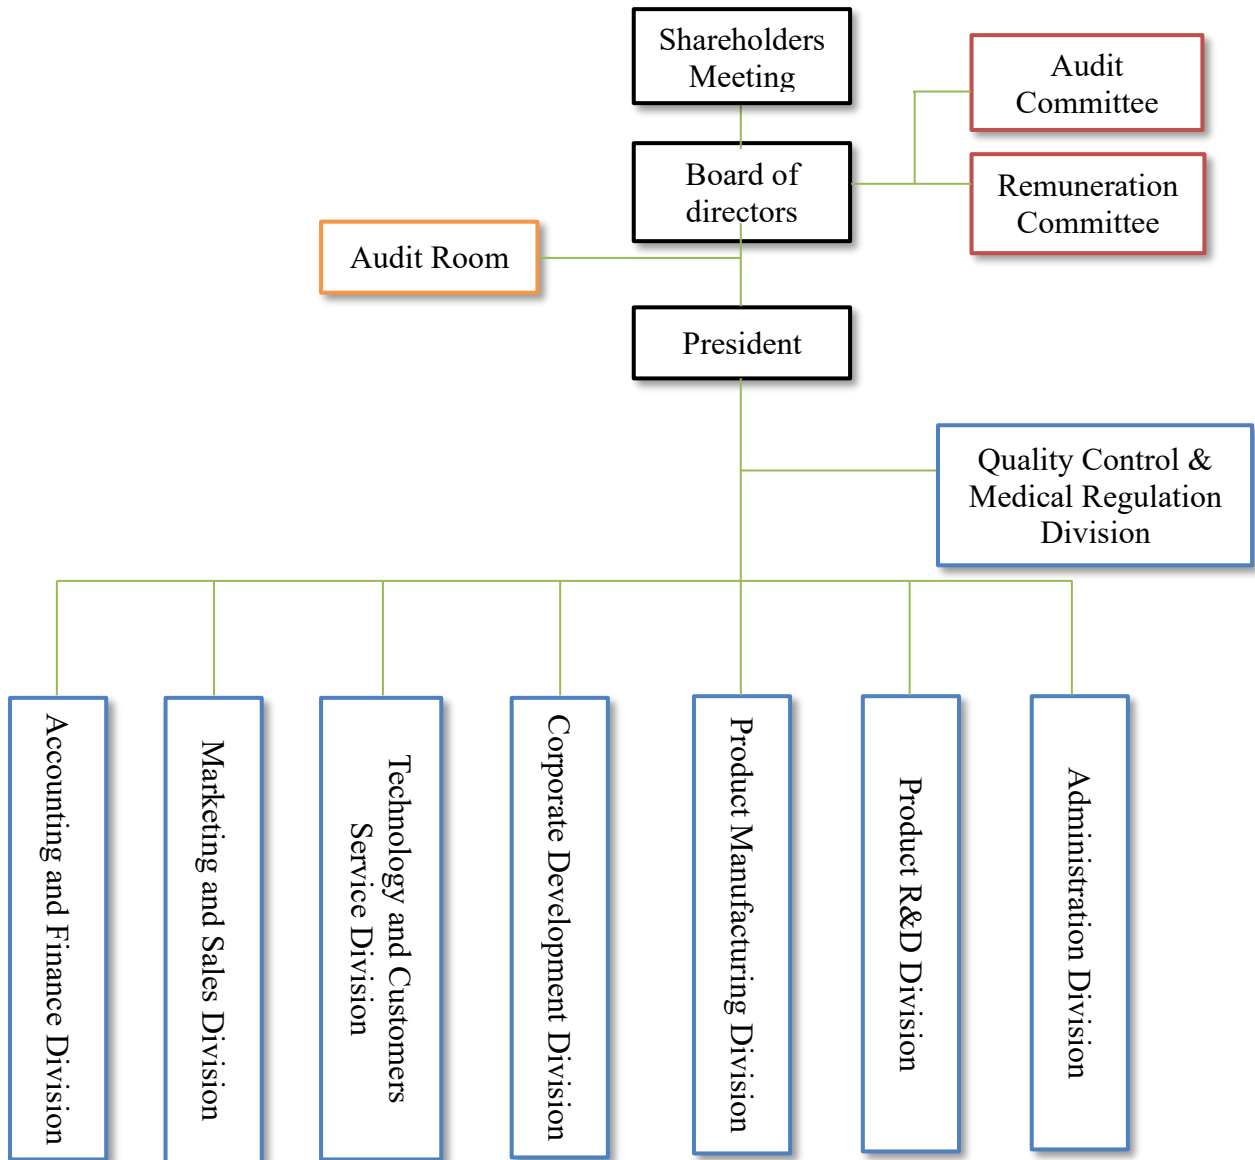 Shareholders
Meeting
Audit
Committee
Board of
directors
Remuneration
Committee
Audit Room
President
Quality Control &
Medical Regulation
Division
Accounting and Finance Division
Marketing and Sales Division
Technology and Customers
Service Division
Corporate Development Division
Product Manufacturing Division
Product R&D Division
Administration Division